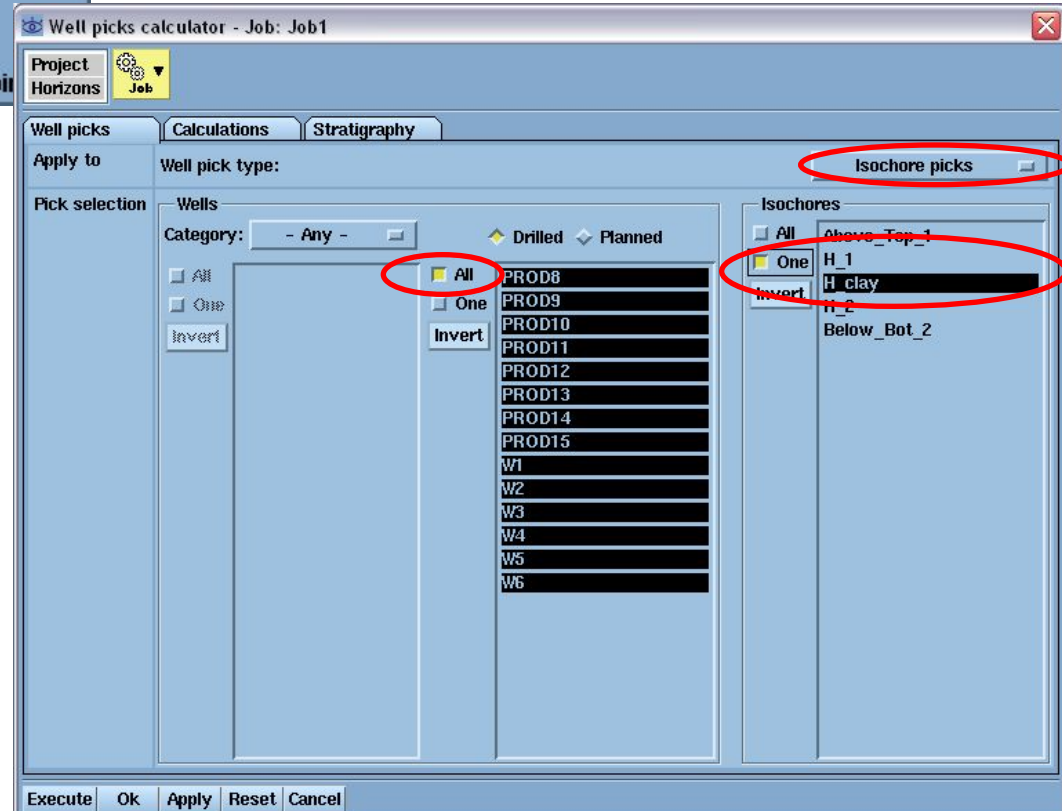 Well picks calculator - Job: Job1
Project
Horizons
Job
Well picks
Calculations
Stratigraphy
Apply to
Well pick type:
Isochore picks
Pick selection
Wells
Category:
- Any -
Drilled
Planned
All
One
Invert
All
One
Invert
PROD8
PROD9
PROD10
PROD11
PROD12
PROD13
PROD14
PROD15
W1
W2
W3
W4
W5
W6
Isochores
All
One
Invert
Above_Top_1
H_1
H_clay
H_2
Below_Bot_2
Execute Ok Apply Reset Cancel